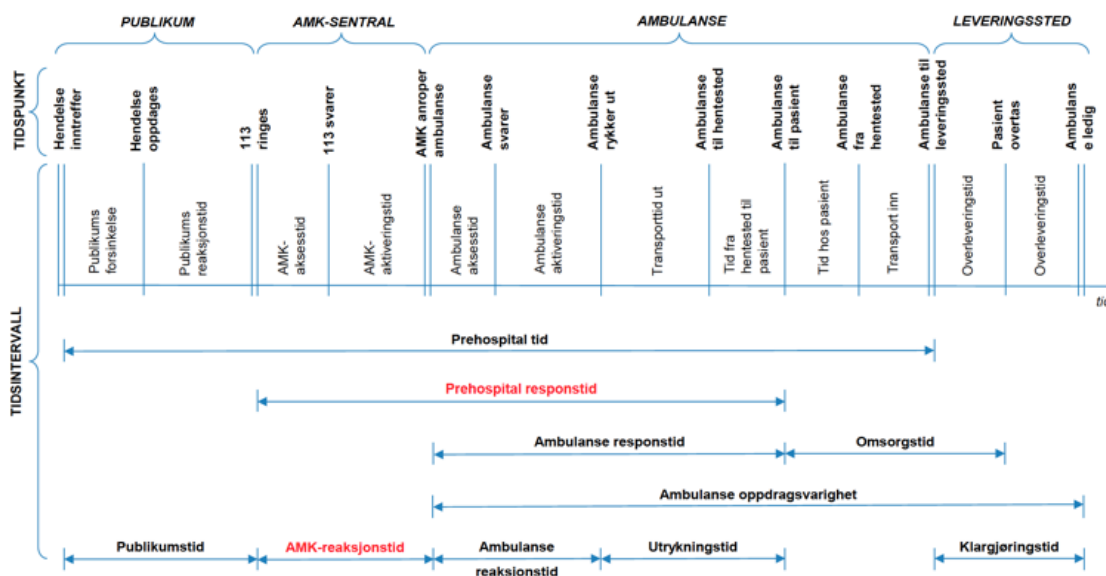 PUBLIKUM
AMK-SENTRAL
AMBULANSE
LEVERINGSSTED
TIDSPUNKT
Hendelse
inntreffer
Hendelse
oppdages
113
ringes
113 svarer
AMK anroper
ambulanse
Ambulanse
svarer
Ambulanse
rykker ut
Ambulanse
til hentested
Ambulanse
til pasient
Ambulanse
fra
hentested
Ambulanse til
leveringssted
Pasient
overtas
Ambulans
e ledig
TIDSINTERVALL
Publikums
forsinkelse
Publikums
reaksjonstid
AMK-
aksesstid
AMK-
aktiveringstid
Ambulanse
aksesstid
Ambulanse
aktiveringstid
Transporttid ut
Tid fra
hentested til
pasient
Tid hos pasient
Transport inn
Overleveringstid
Overleveringstid
tid
Prehospital tid
Prehospital responstid
Ambulanse responstid
Omsorgstid
Ambulanse oppdragsvarighet
Publikumstid
AMK-reaksjonstid
Ambulanse
reaksjonstid
Utrykningstid
Klargjøringstid